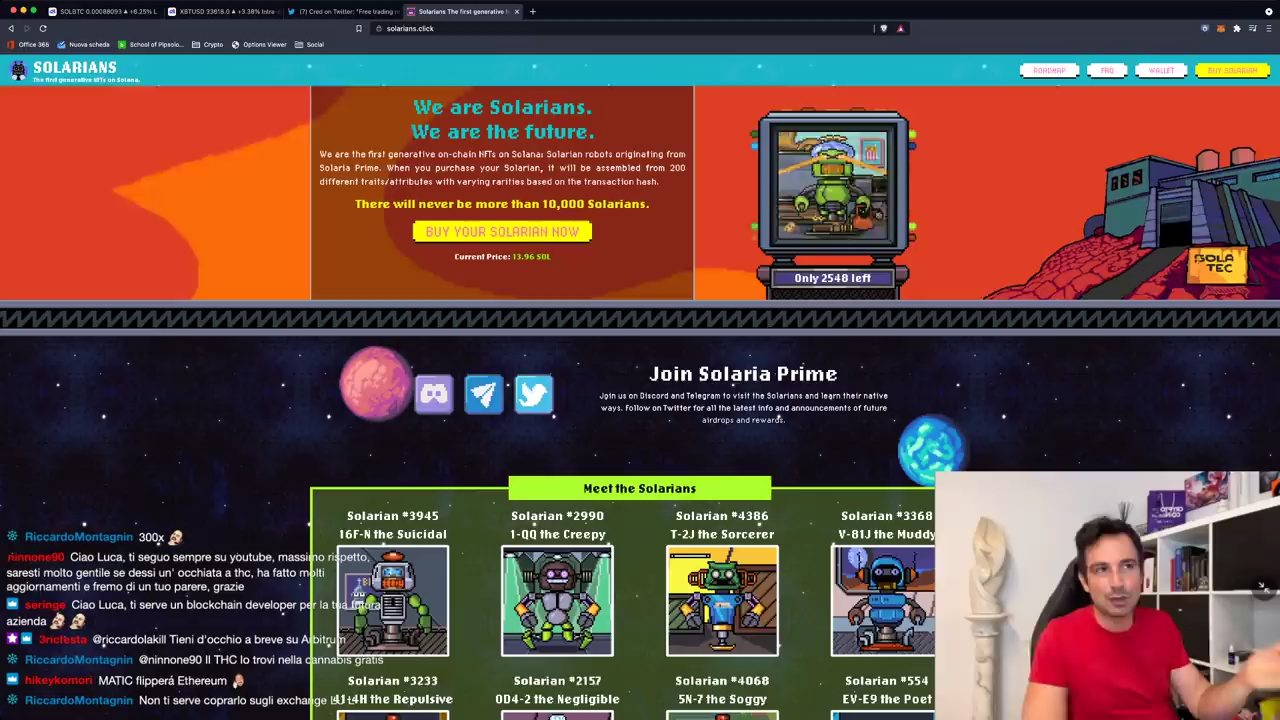 SOLBTC 0.00088093 ▲ +6.25% L
XBTUSD 33618.0 ▲ +3.38% Intra-
(7) Cred on Twitter: "Free trading
Solarians The first generative
solarians.click
Office 365
Nuova scheda
School of Pipsolo...
Crypto
Options Viewer
Social
SOLARIANS
The first generative NFTs on Solana.
ROADMAP
FAQ
WALLET
BUY SOLARIAN
We are Solarians.
We are the future.
We are the first generative on-chain NFTs on Solana: Solarian robots originating from
Solaria Prime. When you purchase your Solarian, it will be assembled from 200
different traits/attributes with varying rarities based on the transaction hash.
There will never be more than 10,000 Solarians.
BUY YOUR SOLARIAN NOW
Current Price: 13.96 SOL
Only 2548 left
SOLA
TEC
Join Solaria Prime
Join us on Discord and Telegram to visit the Solarians and learn their native
ways. Follow on Twitter for all the latest info and announcements of future
airdrops and rewards.
Meet the Solarians
Solarian #3945
16F-N the Suicidal
Solarian #2990
1-QQ the Creepy
Solarian #4386
T-2J the Sorcerer
Solarian #3368
V-81J the Muddy
Solarian #3233
41-4H the Repulsive
Solarian #2157
OD4-2 the Negligible
Solarian #4068
5N-7 the Soggy
Solarian #554
EV-E9 the Poet
RiccardoMontagnin 300x
ninnone90 Ciao Luca, ti seguo sempre su youtube, massimo rispetto,
saresti molto gentile se dessi un' occhiata a thc, ha fatto molti
aggiornamenti e fremo di un tuo parere, grazie
seringe Ciao Luca, ti serve un blockchain developer per la tua futura
azienda
3ncfesta @riccardolakill Tieni d'occhio a breve su Arbitrum
RiccardoMontagnin @ninnone90 Il THC lo trovi nella cannabis gratis
hikeykomori MATIC flipperá Ethereum
RiccardoMontagnin Non ti serve coprarlo sugli exchange